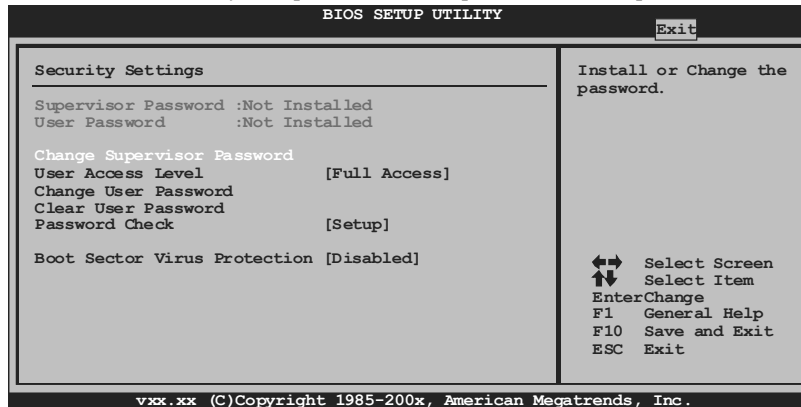 BIOS SETUP UTILITY
Exit
Security Settings
Supervisor Password :Not Installed
User Password :Not Installed
Change Supervisor Password
User Access Level [Full Access]
Change User Password
Clear User Password
Password Check [Setup]
Boot Sector Virus Protection [Disabled]
Install or Change the
password.
Select Screen
Select Item
EnterChange
F1 General Help
F10 Save and Exit
ESC Exit
vxx.xx (C)Copyright 1985-200x, American Megatrends, Inc.